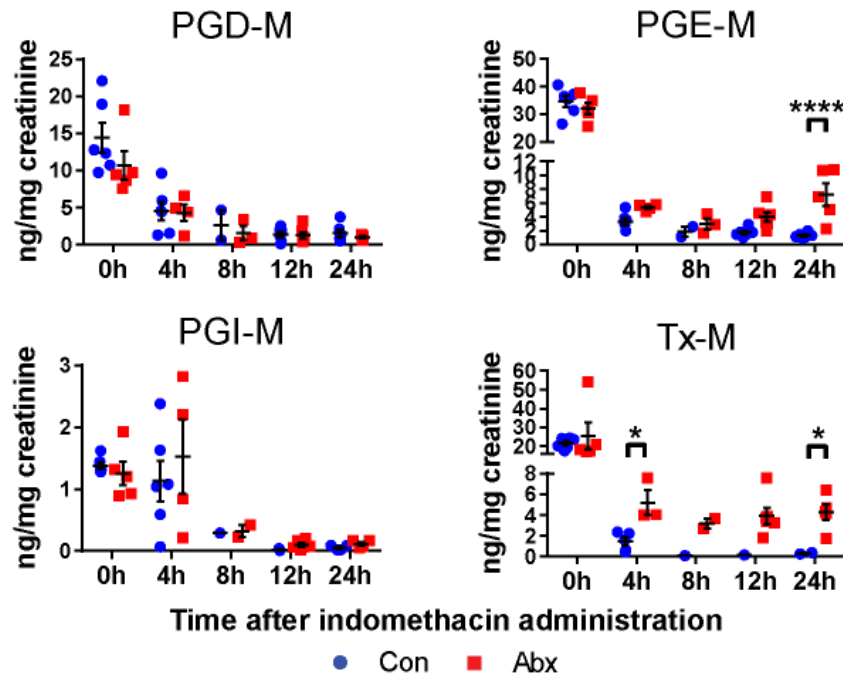 PGD-M
ng/mg creatinine
25
20
15
10
5
0
0h 4h 8h 12h 24h
PGE-M
ng/mg creatinine
50
40
30
20
12
10
8
6
4
2
0
****
0h 4h 8h 12h 24h
PGI-M
ng/mg creatinine
3
2
1
0
0h 4h 8h 12h 24h
Tx-M
ng/mg creatinine
60
50
40
30
20
10
8
6
4
2
0
*
*
0h 4h 8h 12h 24h
Time after indomethacin administration
Con Abx